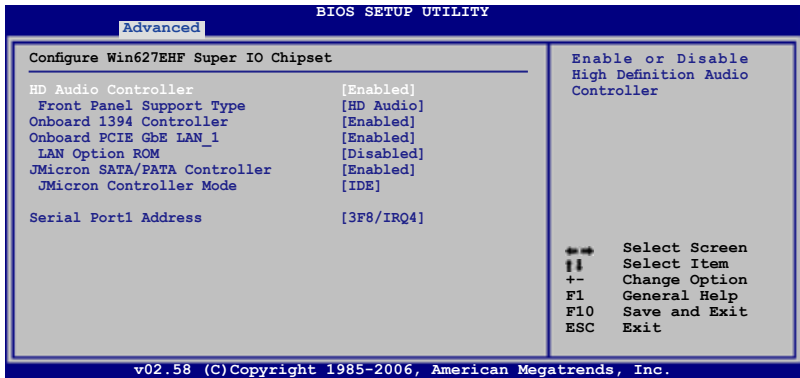 BIOS SETUP UTILITY
Advanced
Configure Win627EHF Super IO Chipset
HD Audio Controller [Enabled]
Front Panel Support Type [HD Audio]
Onboard 1394 Controller [Enabled]
Onboard PCIE GbE LAN_1 [Enabled]
LAN Option ROM [Disabled]
JMicron SATA/PATA Controller [Enabled]
JMicron Controller Mode [IDE]
Serial Port1 Address [3F8/IRQ4]
Enable or Disable
High Definition Audio
Controller
←→ Select Screen
↑↓ Select Item
+- Change Option
F1 General Help
F10 Save and Exit
ESC Exit
v02.58 (C)Copyright 1985-2006, American Megatrends, Inc.